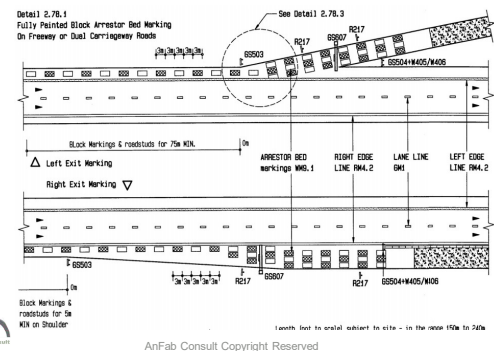 Detail 2.78.1
Fully Painted Block Arrestor Bed Marking
On Freeway or Dual Carriageway Roads
See Detail 2.78.3
R217
GS607
3m 3m 3m 3m
GS503
GS504+W405/W406
Block Markings & roadstuds for 75m MIN.
0m
Left Exit Marking
Right Exit Marking
ARRESTOR BED
markings WM9.1
RIGHT EDGE
LINE RM4.2
LANE LINE
GM1
LEFT EDGE
LINE RM4.2
GS503
3m 3m 3m 3m
R217
GS607
R217
GS504+W405/W106
0m
Block Markings &
roadstuds for 5m
MIN on Shoulder
Length (not to scale) subject to site - in the range 150m to 240m
AnFab Consult Copyright Reserved